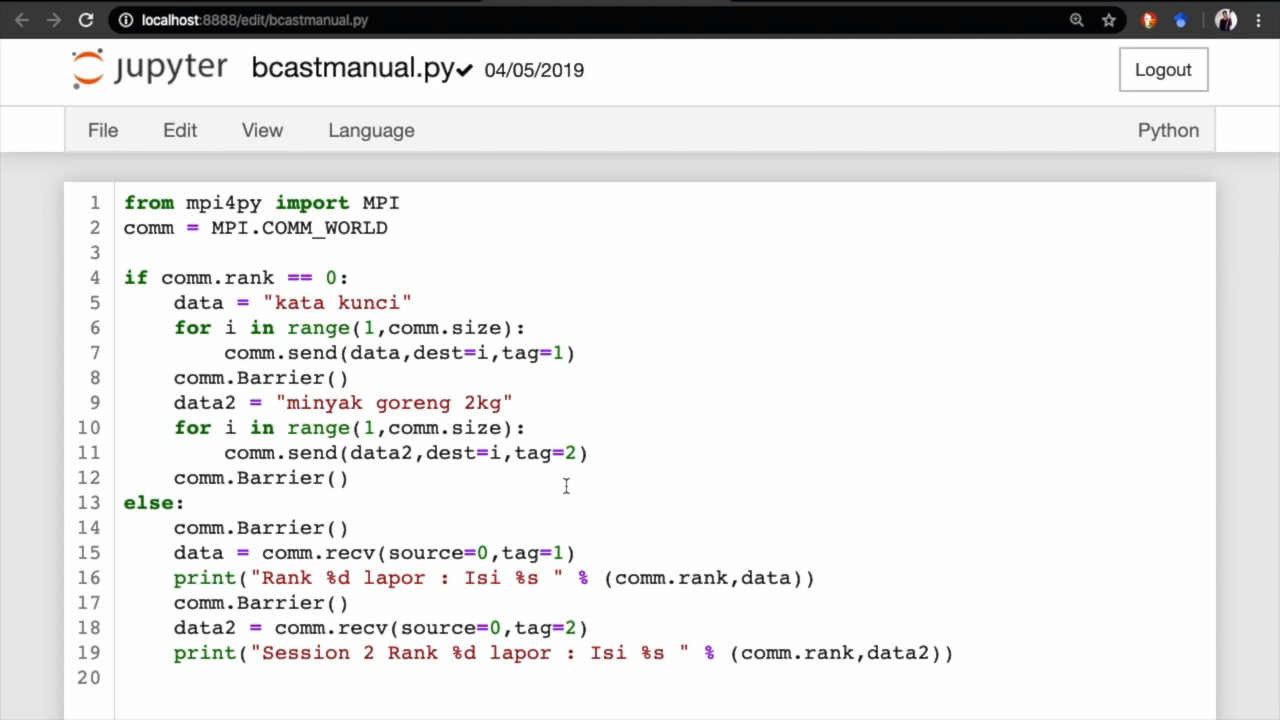 localhost:8888/edit/bcastmanual.py
jupyter bcastmanual.py✔ 04/05/2019 Logout
File Edit View Language Python
1 from mpi4py import MPI
2 comm = MPI.COMM_WORLD
3
4 if comm.rank == 0:
5     data = "kata kunci"
6     for i in range(1,comm.size):
7         comm.send(data,dest=i,tag=1)
8     comm.Barrier()
9     data2 = "minyak goreng 2kg"
10     for i in range(1,comm.size):
11         comm.send(data2,dest=i,tag=2)
12     comm.Barrier()
13 else:
14     comm.Barrier()
15     data = comm.recv(source=0,tag=1)
16     print("Rank %d lapor : Isi %s " % (comm.rank,data))
17     comm.Barrier()
18     data2 = comm.recv(source=0,tag=2)
19     print("Session 2 Rank %d lapor : Isi %s " % (comm.rank,data2))
20